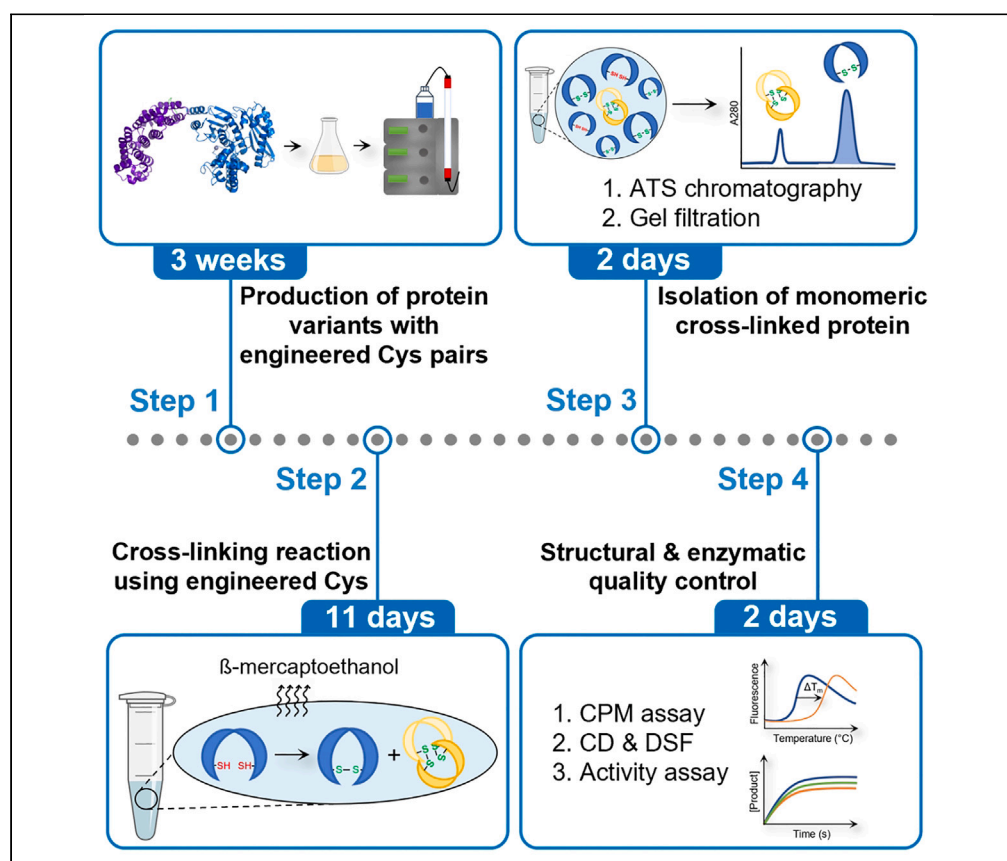 3 weeks
Production of protein
variants with
engineered Cys pairs
Step 1
SH SH
S-S
S-S
S-S
S-S
A280
S-S
1. ATS chromatography
2. Gel filtration
2 days
Isolation of monomeric
cross-linked protein
Step 3
Step 2
Cross-linking reaction
using engineered Cys
11 days
ß-mercaptoethanol
SH SH
S-S
+
S S
S S
Step 4
Structural & enzymatic
quality control
2 days
1. CPM assay
2. CD & DSF
3. Activity assay
Fluorescence
ΔTm
Temperature (°C)
[Product]
Time (s)